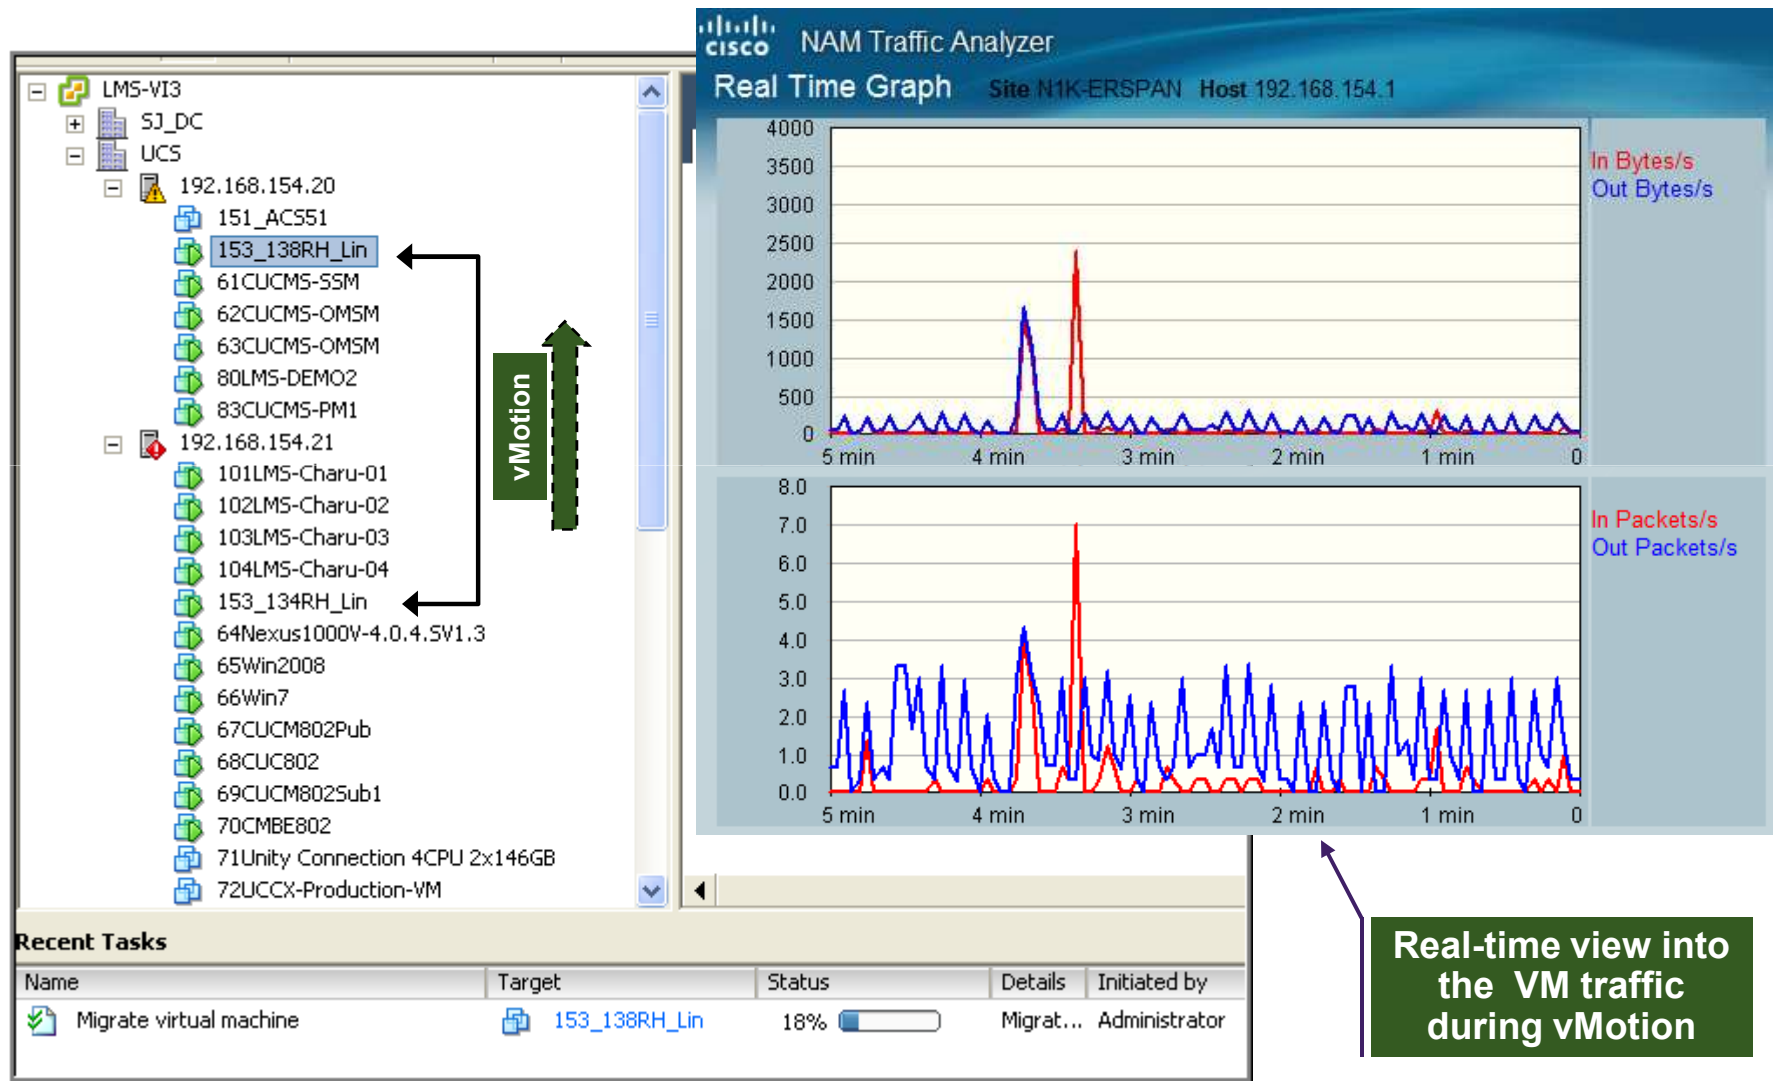 LMS-VI3
SJ_DC
UCS
192.168.154.20
151_ACS51
153_138RH_Lin
61CUCMS-SSM
62CUCMS-OMSM
63CUCMS-OMSM
80LMS-DEMO2
83CUCMS-PM1
192.168.154.21
101LMS-Charu-01
102LMS-Charu-02
103LMS-Charu-03
104LMS-Charu-04
153_134RH_Lin
64Nexus1000V-4.0.4.SV1.3
65Win2008
66Win7
67CUCM802Pub
68CUC802
69CUCM802Sub1
70CMBE802
71Unity Connection 4CPU 2x146GB
72UCCX-Production-VM
vMotion
CISCO NAM Traffic Analyzer
Real Time Graph Site N1K-ERSPAN Host 192.168.154.1
4000
3500
3000
2500
2000
1500
1000
500
0
5 min 4 min 3 min 2 min 1 min 0
In Bytes/s
Out Bytes/s
8.0
7.0
6.0
5.0
4.0
3.0
2.0
1.0
0.0
5 min 4 min 3 min 2 min 1 min 0
In Packets/s
Out Packets/s
Recent Tasks
Name Target Status Details Initiated by
Migrate virtual machine 153_138RH_Lin 18% Migrat... Administrator
Real-time view into
the VM traffic
during vMotion